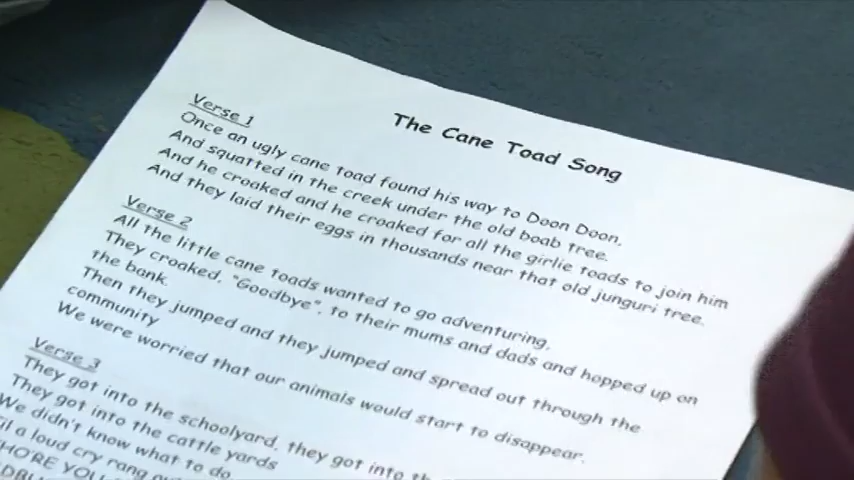 The Cane Toad Song
Verse 1
Once an ugly cane toad found his way to Doon Doon,
And squatted in the creek under the old boab tree.
And he croaked and he croaked for all the girlie toads to join him
And they laid their eggs in thousands near that old junguri tree.
Verse 2
All the little cane toads wanted to go adventuring,
They croaked, "Goodbye", to their mums and dads and hopped up on
the bank.
Then they jumped and they jumped and spread out through the
community
We were worried that our animals would start to disappear.
Verse 3
They got into the schoolyard, they got into
They got into the cattle yards
We didn't know what to do
a loud cry rang
YOU